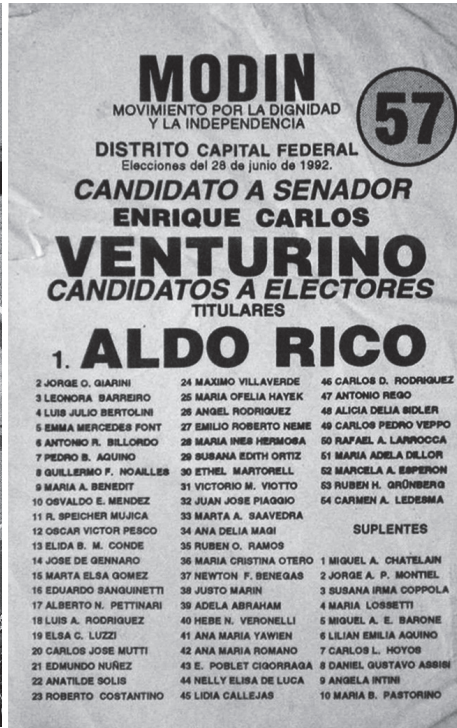 MODIN
MOVIMIENTO POR LA DIGNIDAD
Y LA INDEPENDENCIA
57
DISTRITO CAPITAL FEDERAL
Elecciones del 28 de junio de 1992.
CANDIDATO A SENADOR
ENRIQUE CARLOS
VENTURINO
CANDIDATOS A ELECTORES
TITULARES
1. ALDO RICO
2 JORGE O. GIARINI
3 LEONORA BARREIRO
4 LUIS JULIO BERTOLINI
5 EMMA MERCEDES FONT
6 ANTONIO R. BILLORDO
7 PEDRO B. AQUINO
8 GUILLERMO F. NOAILLES
9 MARIA A. BENEDIT
10 OSVALDO E. MENDEZ
11 R. SPEICHER MUJICA
12 OSCAR VICTOR PESCO
13 ELIDA B. M. CONDE
14 JOSE DE GENNARO
15 MARTA ELSA GOMEZ
16 EDUARDO SANGUINETTI
17 ALBERTO N. PETTINARI
18 LUIS A. RODRIGUEZ
19 ELSA C. LUZZI
20 CARLOS JOSE MUTTI
21 EDMUNDO NUÑEZ
22 ANATILDE SOLIS
23 ROBERTO COSTANTINO
24 MAXIMO VILLAVERDE
25 MARIA OFELIA HAYEK
26 ANGEL RODRIGUEZ
27 EMILIO ROBERTO NEME
28 MARIA INES HERMOSA
29 SUSANA EDITH ORTIZ
30 ETHEL MARTORELL
31 VICTORIO M. VIOTTO
32 JUAN JOSE PIAGGIO
33 MARTA A. SAAVEDRA
34 ANA DELIA MAGI
35 RUBEN O. RAMOS
36 MARIA CRISTINA OTERO
37 NEWTON F. BENEGAS
38 JUSTO MARIN
39 ADELA ABRAHAM
40 HEBE N. VERONELLI
41 ANA MARIA YAWIEN
42 ANA MARIA ROMANO
43 E. POBLET CIGORRAGA
44 NELLY ELISA DE LUCA
45 LIDIA CALLEJAS
46 CARLOS D. RODRIQUEZ
47 ANTONIO REGO
48 ALICIA DELIA SIDLER
49 CARLOS PEDRO VEPPO
50 RAFAEL A. LARROCCA
51 MARIA ADELA DILLOR
52 MARCELA A. ESPERON
53 RUBEN H. GRÜNBERG
54 CARMEN A. LEDESMA
SUPLENTES
1 MIGUEL A. CHATELAIN
2 JORGE A. P. MONTIEL
3 SUSANA IRMA COPPOLA
4 MARIA LOSSETTI
5 MIGUEL A. E. BARONE
6 LILIAN EMILIA AQUINO
7 CARLOS L. HOYOS
8 DANIEL GUSTAVO ASSISI
9 ANGELA INTINI
10 MARIA B. PASTORINO